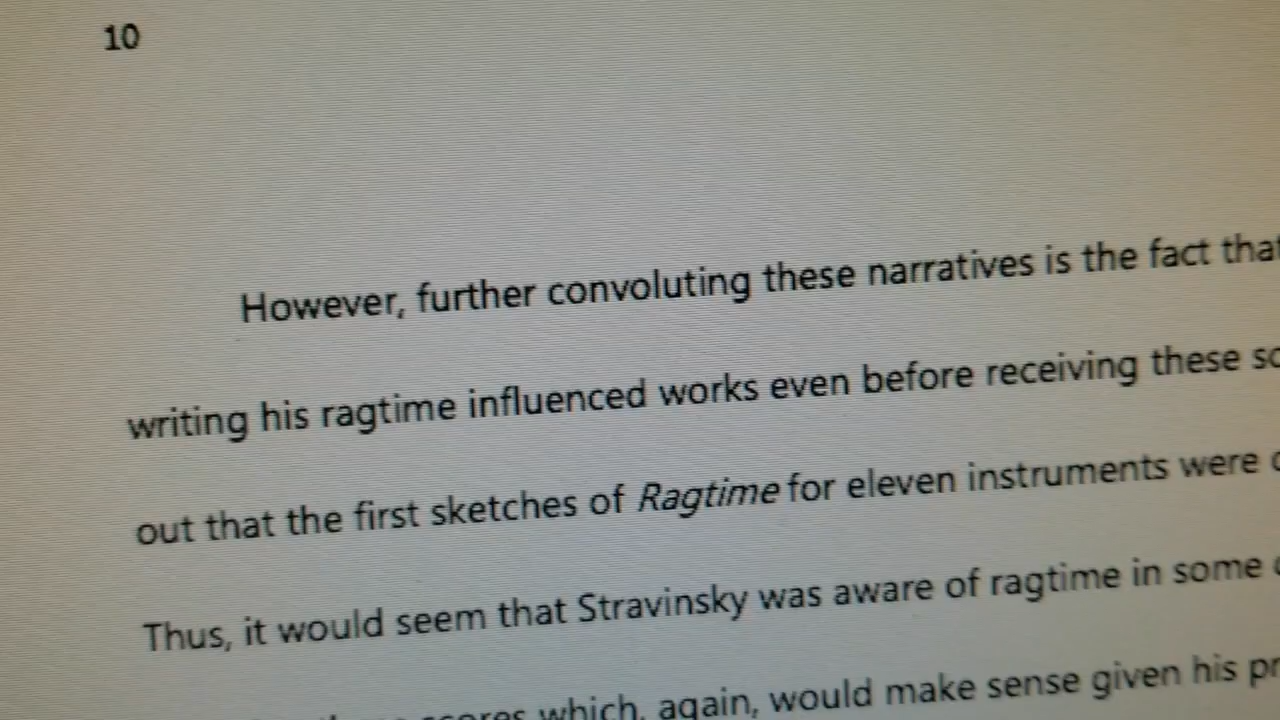 10
However, further convoluting these narratives is the fact that
writing his ragtime influenced works even before receiving these
out that the first sketches of Ragtime for eleven instruments were
Thus, it would seem that Stravinsky was aware of ragtime in some
scores which, again, would make sense given his